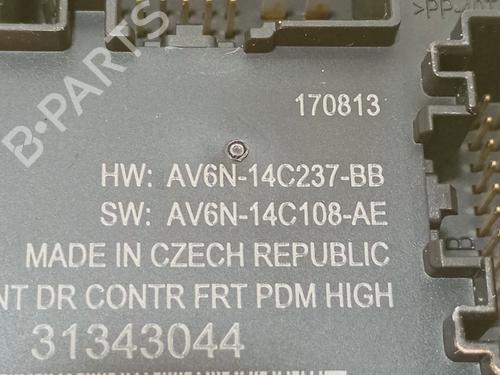 B-PARTS
>PP
170813
HW: AV6N-14C237-BB
SW: AV6N-14C108-AE
MADE IN CZECH REPUBLIC
NT DR CONTR FRT PDM HIGH
B
31343044